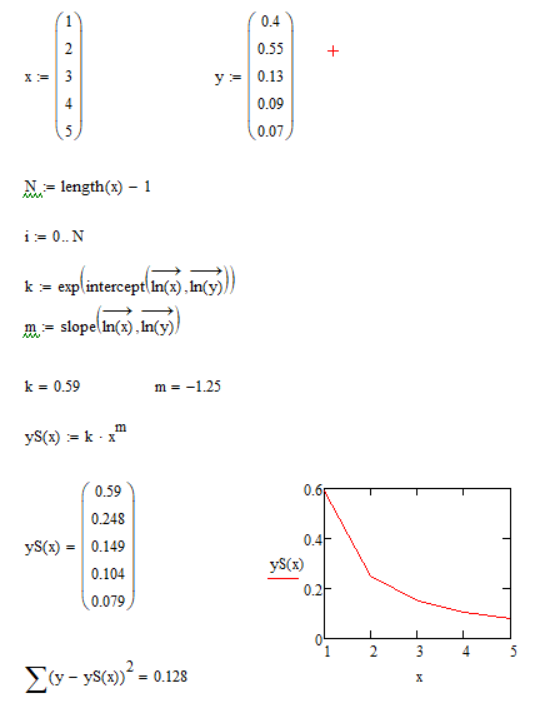 x := (1 2 3 4 5)
y := (0.4 0.55 0.13 0.09 0.07)
N := length(x) − 1
i := 0.. N
k := exp(intercept(ln(x), ln(y)))
m := slope(ln(x), ln(y))
k = 0.59 m = −1.25
yS(x) := k · x^m
yS(x) = (0.59 0.248 0.149 0.104 0.079)
0.6
0.4
yS(x)
0.2
0
1 2 3 4 5
x
∑(y − yS(x))² = 0.128